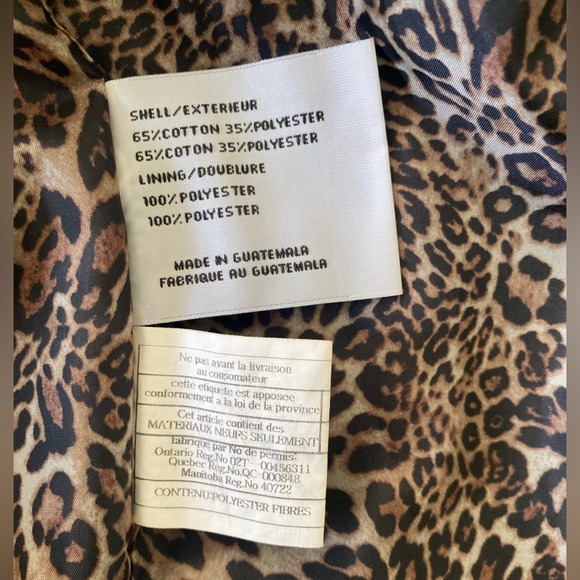 SHELL/EXTERIEUR
65%COTTON 35%POLYESTER
65%COTON 35%POLYESTER
LINING/DOUBLURE
100%POLYESTER
100%POLYESTER
MADE IN GUATEMALA
FABRIQUE AU GUATEMALA
Ne pas avant la livraison
au consomateur
cette etiquete est apposee
conformement a la loi de la province
Cet article contient des
MATERIAUX NEUFS SEULEMENT
fabrique par No de permis:
Ontario Reg.No 02T 00456311
Quebec Reg.No.QC 000848
Manitoba Reg.No 40722
CONTENU:POLYESTER FIBRES